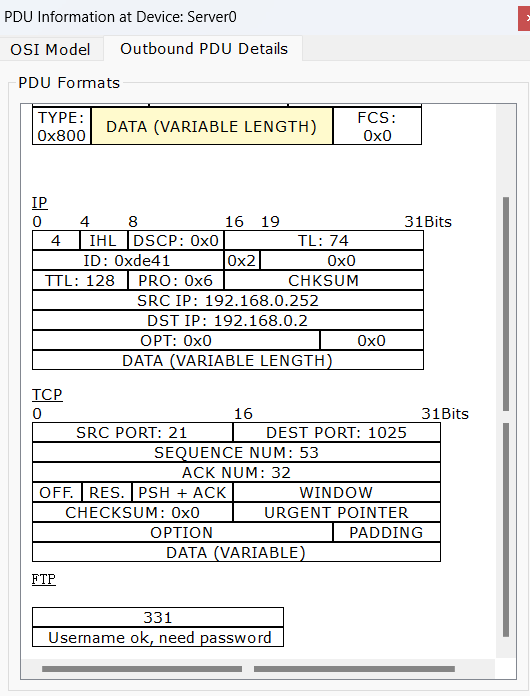 PDU Information at Device: Server0
OSI Model Outbound PDU Details
PDU Formats
TYPE: 0x800 DATA (VARIABLE LENGTH) FCS: 0x0
IP
0 4 8 16 19 31Bits
4 IHL DSCP: 0x0 TL: 74
ID: 0xde41 0x2 0x0
TTL: 128 PRO: 0x6 CHKSUM
SRC IP: 192.168.0.252
DST IP: 192.168.0.2
OPT: 0x0 0x0
DATA (VARIABLE LENGTH)
TCP
0 16 31Bits
SRC PORT: 21 DEST PORT: 1025
SEQUENCE NUM: 53
ACK NUM: 32
OFF. RES. PSH + ACK WINDOW
CHECKSUM: 0x0 URGENT POINTER
OPTION PADDING
DATA (VARIABLE)
FTP
331
Username ok, need password